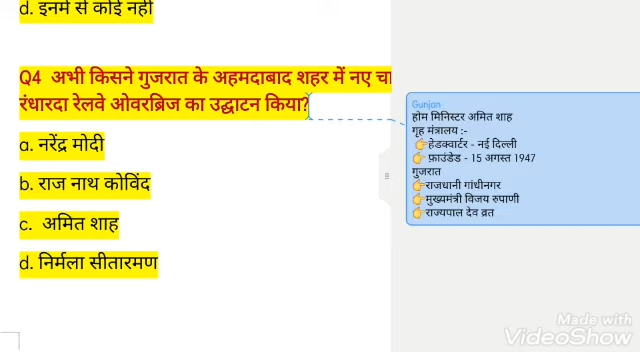 d. इनमें से कोई नहीं
Q4 अभी किसने गुजरात के अहमदाबाद शहर में नए चा
रंधारदा रेलवे ओवरब्रिज का उद्घाटन किया?
a. नरेंद्र मोदी
b. राज नाथ कोविंद
c. अमित शाह
d. निर्मला सीतारमण
Gunjan
होम मिनिस्टर अमित शाह
गृह मंत्रालय :-
👉हेडक्वार्टर - नई दिल्ली
👉 फ़ाउंडेड - 15 अगस्त 1947
गुजरात
👉राजधानी गांधीनगर
👉मुख्यमंत्री विजय रुपाणी
👉राज्यपाल देव व्रत
Made with
VideoShow